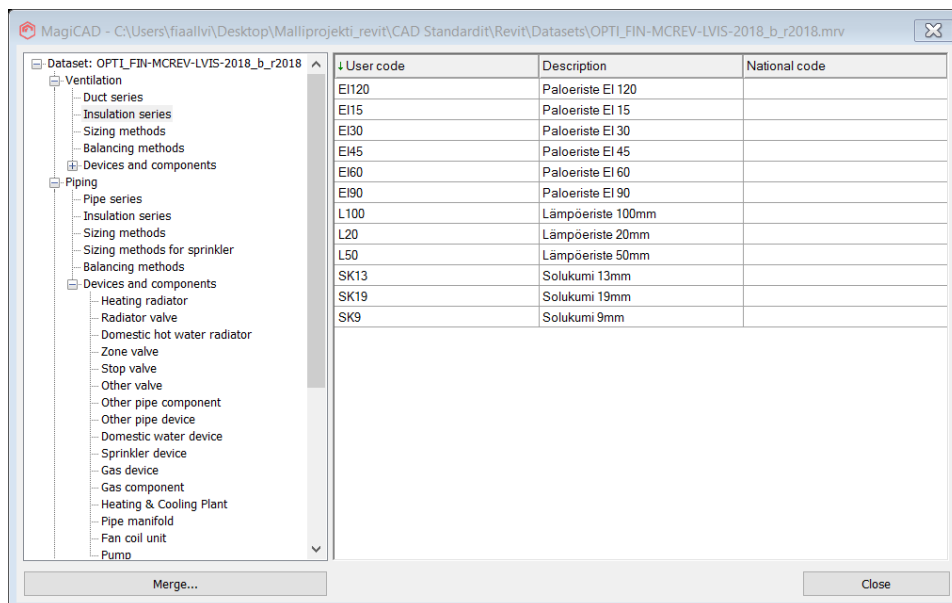 MagiCAD - C:\Users\fiaallvi\Desktop\Malliprojekti_revit\CAD Standardit\Revit\Datasets\OPTI_FIN-MCREV-LVIS-2018_b_r2018.mrv
Dataset: OPTI_FIN-MCREV-LVIS-2018_b_r2018
Ventilation
Duct series
Insulation series
Sizing methods
Balancing methods
Devices and components
Piping
Pipe series
Insulation series
Sizing methods
Sizing methods for sprinkler
Balancing methods
Devices and components
Heating radiator
Radiator valve
Domestic hot water radiator
Zone valve
Stop valve
Other valve
Other pipe component
Other pipe device
Domestic water device
Sprinkler device
Gas device
Gas component
Heating & Cooling Plant
Pipe manifold
Fan coil unit
Pump
↓User code Description National code
EI120 Paloeriste EI 120
EI15 Paloeriste EI 15
EI30 Paloeriste EI 30
EI45 Paloeriste EI 45
EI60 Paloeriste EI 60
EI90 Paloeriste EI 90
L100 Lämpöeriste 100mm
L20 Lämpöeriste 20mm
L50 Lämpöeriste 50mm
SK13 Solukumi 13mm
SK19 Solukumi 19mm
SK9 Solukumi 9mm
Merge... Close